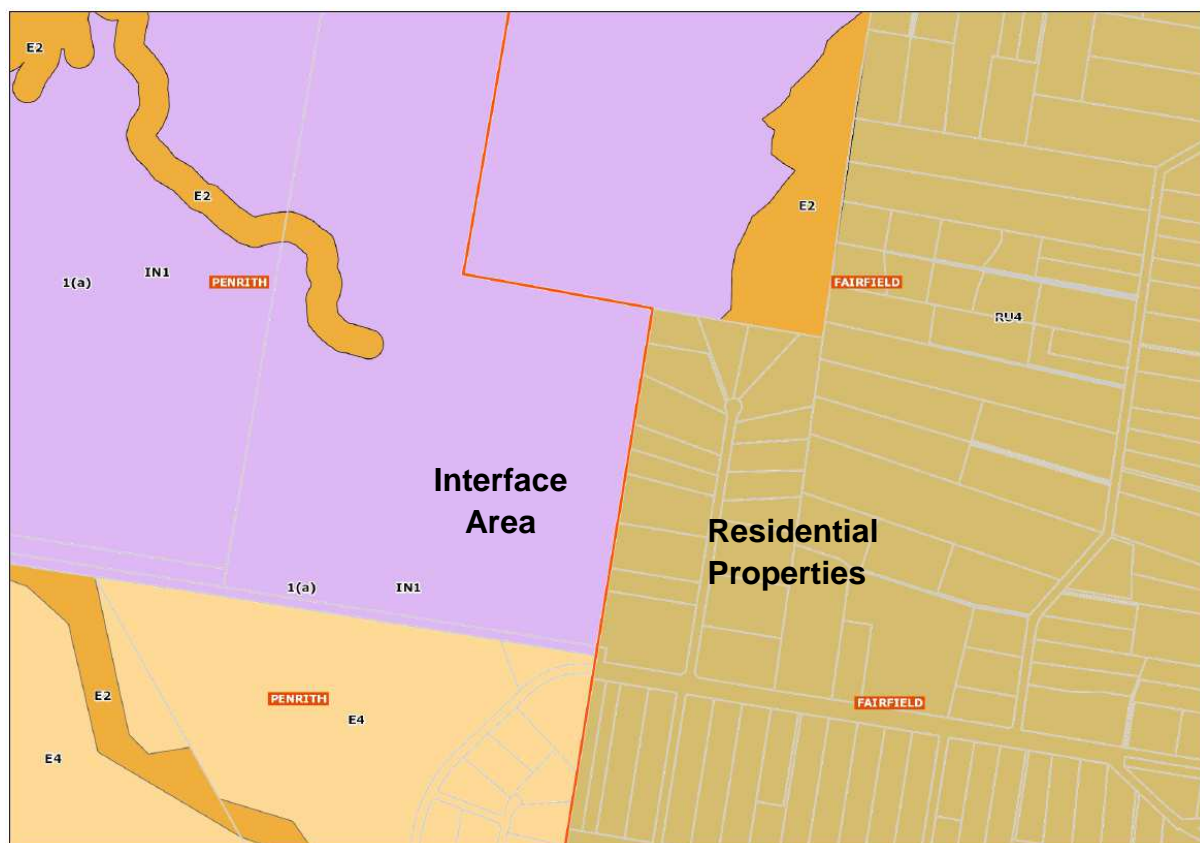 E2
E2
E2
1(a)
IN1
PENRITH
FAIRFIELD
RU4
Interface
Area
Residential
Properties
1(a)
IN1
E2
PENRITH
E4
FAIRFIELD
E4